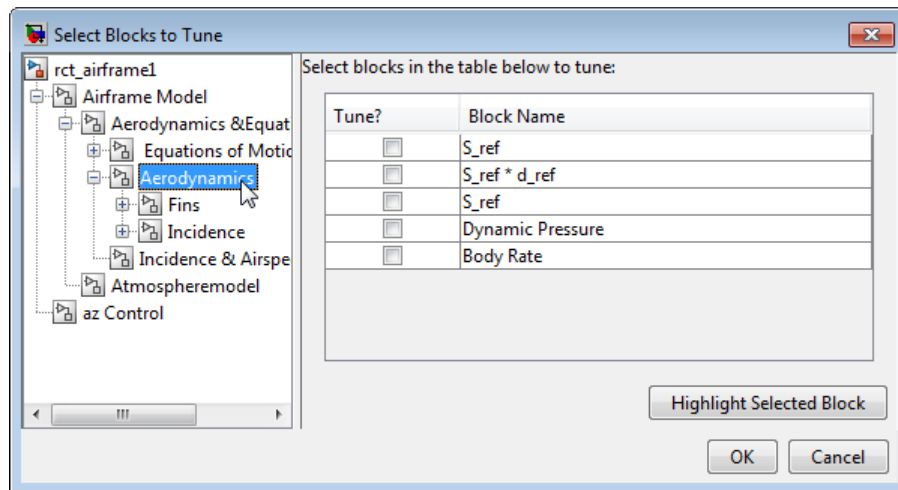 Select Blocks to Tune
rct_airframe1
Airframe Model
Aerodynamics &Equat
Equations of Motic
Aerodynamics
Fins
Incidence
Incidence & Airspe
Atmospheremodel
az Control
Select blocks in the table below to tune:
Tune? Block Name
S_ref
S_ref * d_ref
S_ref
Dynamic Pressure
Body Rate
Highlight Selected Block
OK Cancel